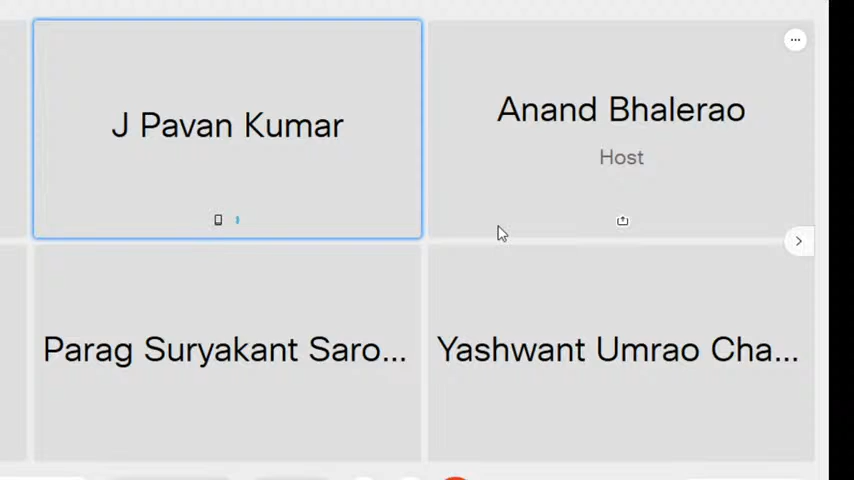 J Pavan Kumar
Anand Bhalerao
Host
Parag Suryakant Saro...
Yashwant Umrao Cha...